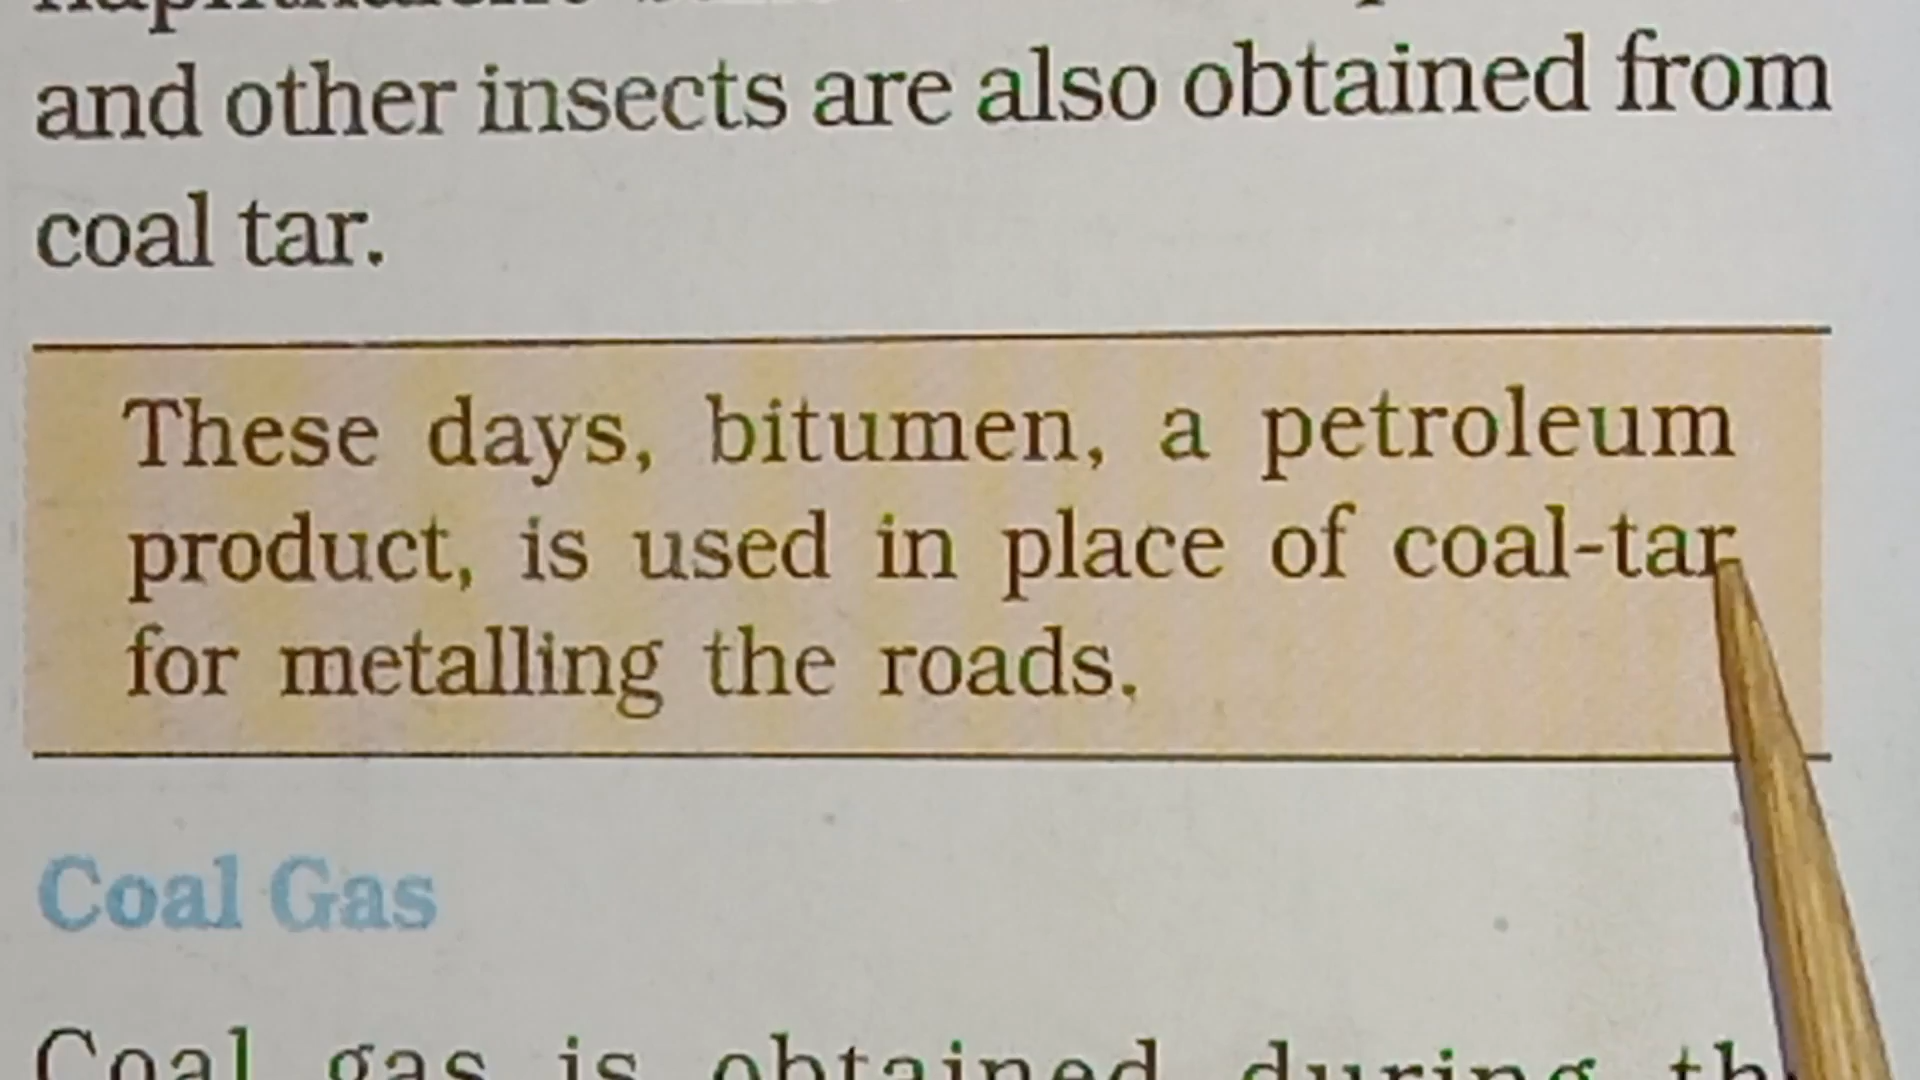 and other insects are also obtained from
coal tar.
These days, bitumen, a petroleum
product, is used in place of coal-tar
for metalling the roads.
Coal Gas
Coal gas is obtained during